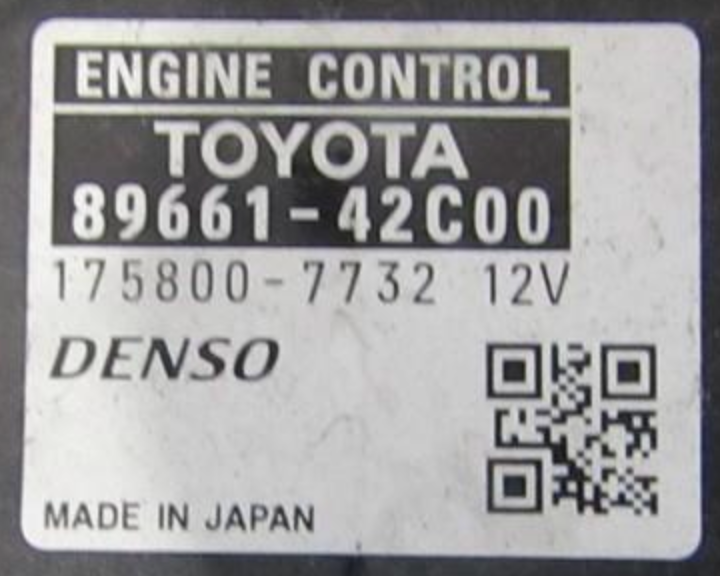 ENGINE CONTROL
TOYOTA
89661-42C00
175800-7732 12V
DENSO
MADE IN JAPAN